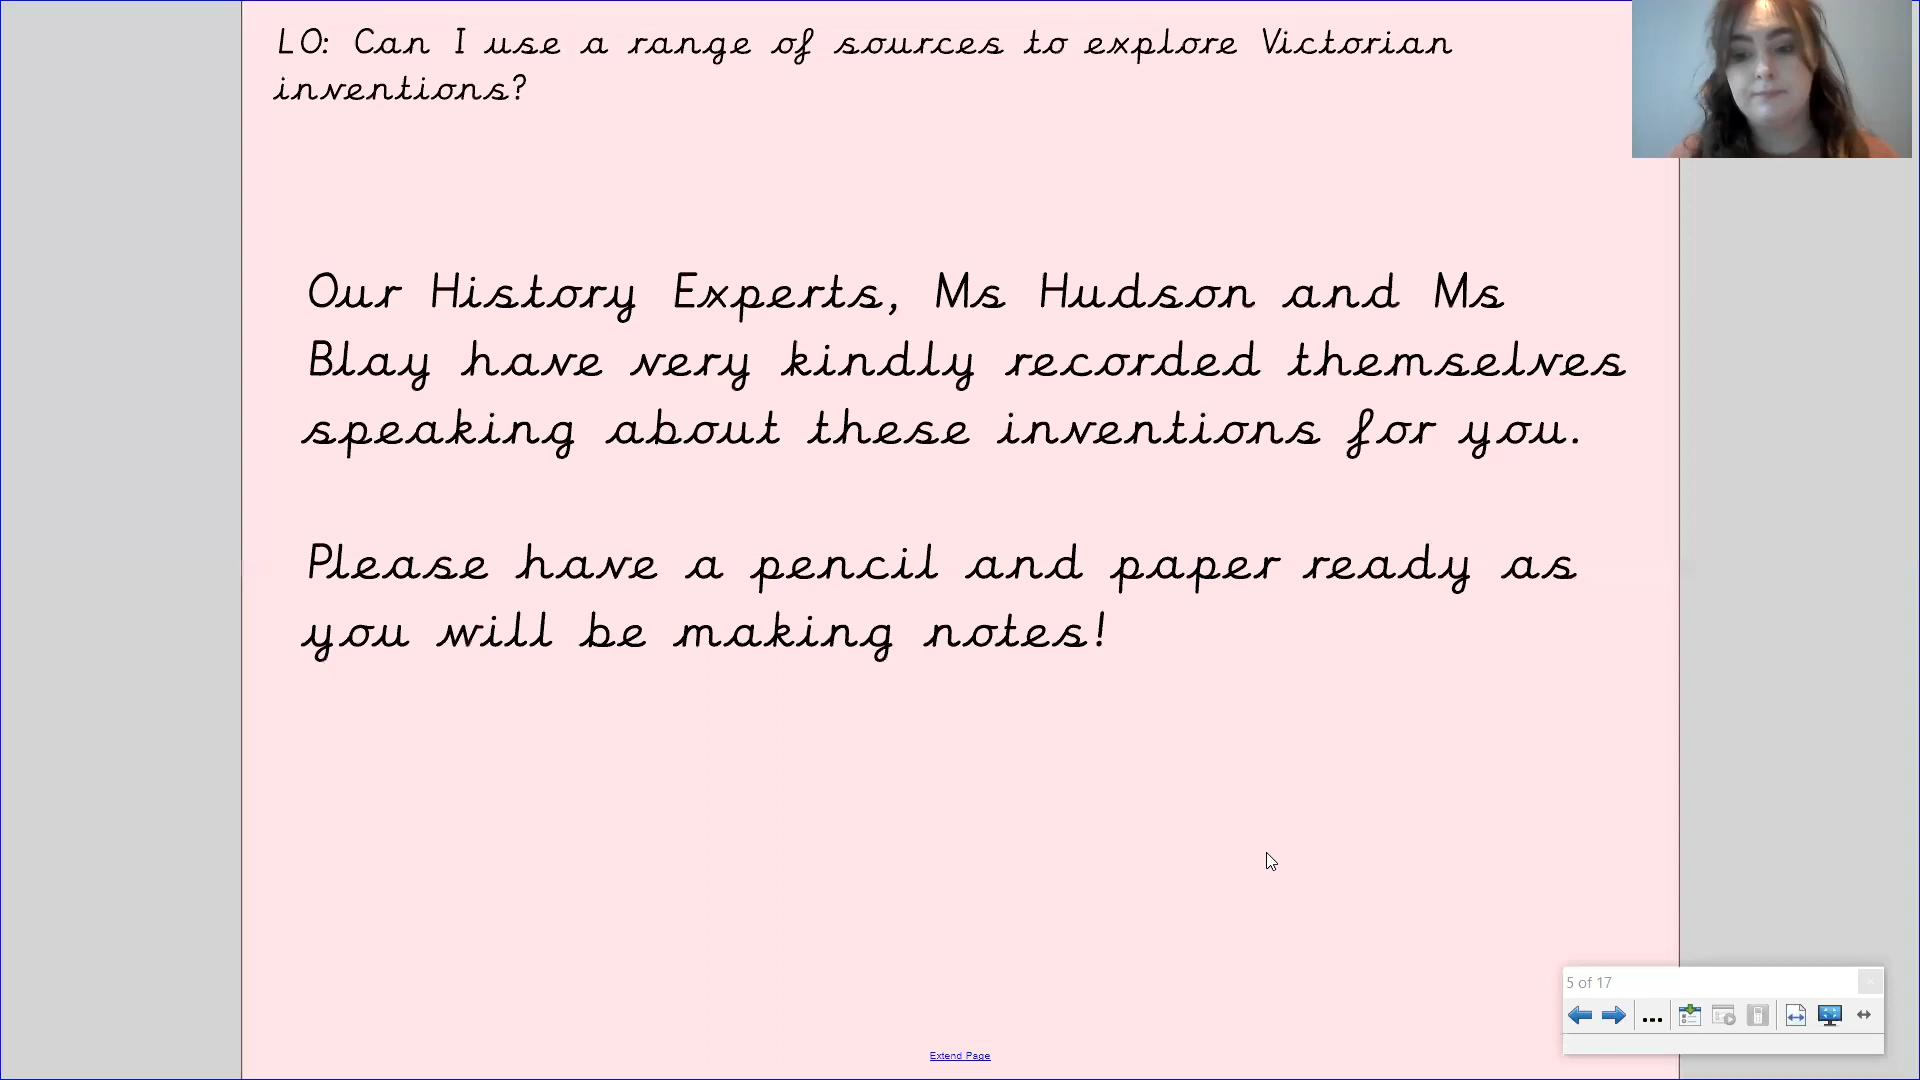 LO: Can I use a range of sources to explore Victorian
inventions?
Our History Experts, Ms Hudson and Ms
Blay have very kindly recorded themselves
speaking about these inventions for you.
Please have a pencil and paper ready as
you will be making notes!
5 of 17
Extend Page